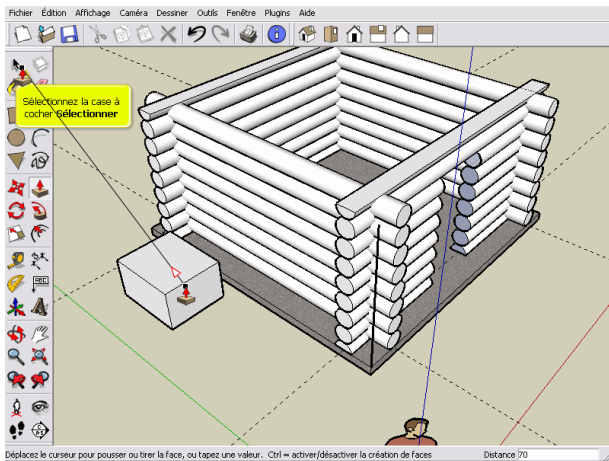 Fichier Édition Affichage Caméra Dessiner Outils Fenêtre Plugins Aide
Sélectionnez la case à
cocher Sélectionner
ABC
Déplacez le curseur pour pousser ou tirer la face, ou tapez une valeur. Ctrl = activer/désactiver la création de faces Distance 70